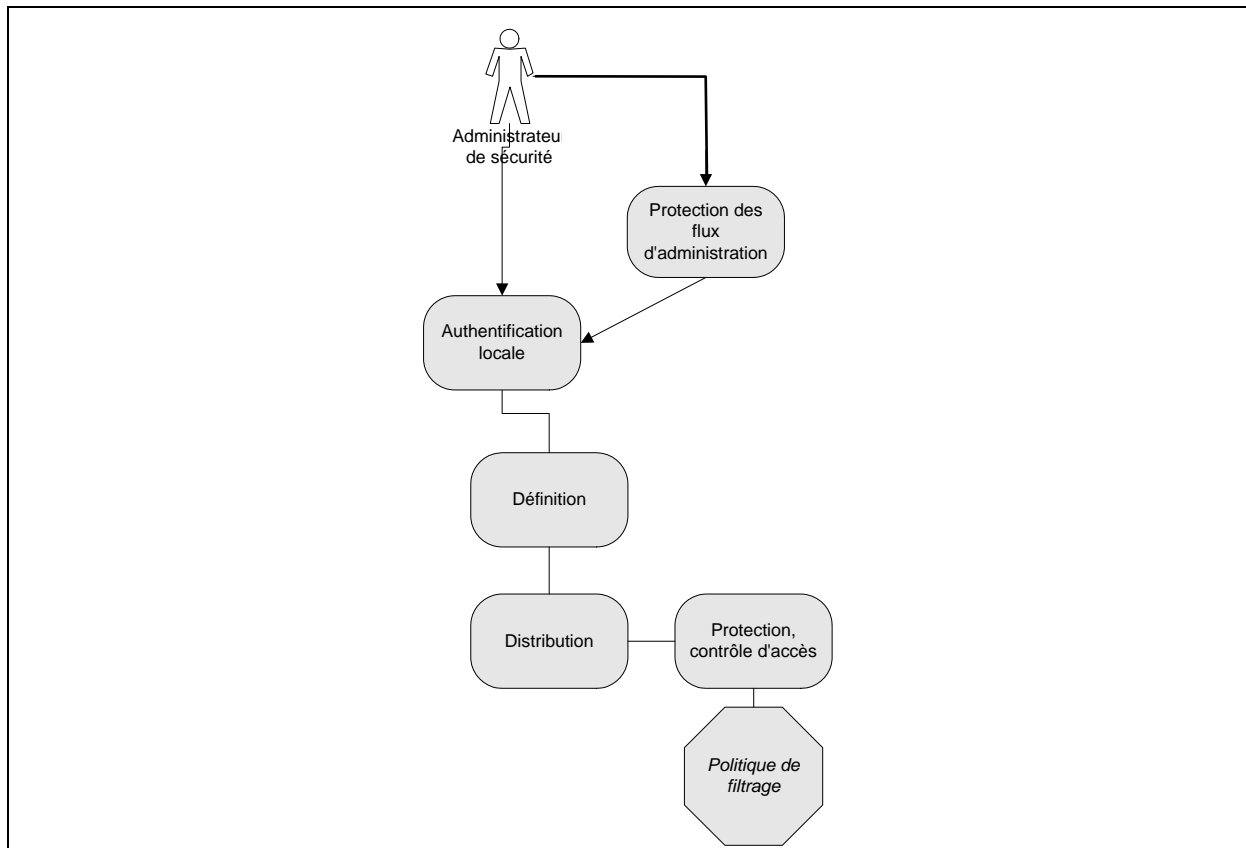 Administrateu
de sécurité
Protection des
flux
d'administration
Authentification
locale
Définition
Distribution
Protection,
contrôle d'accès
Politique de
filtrage